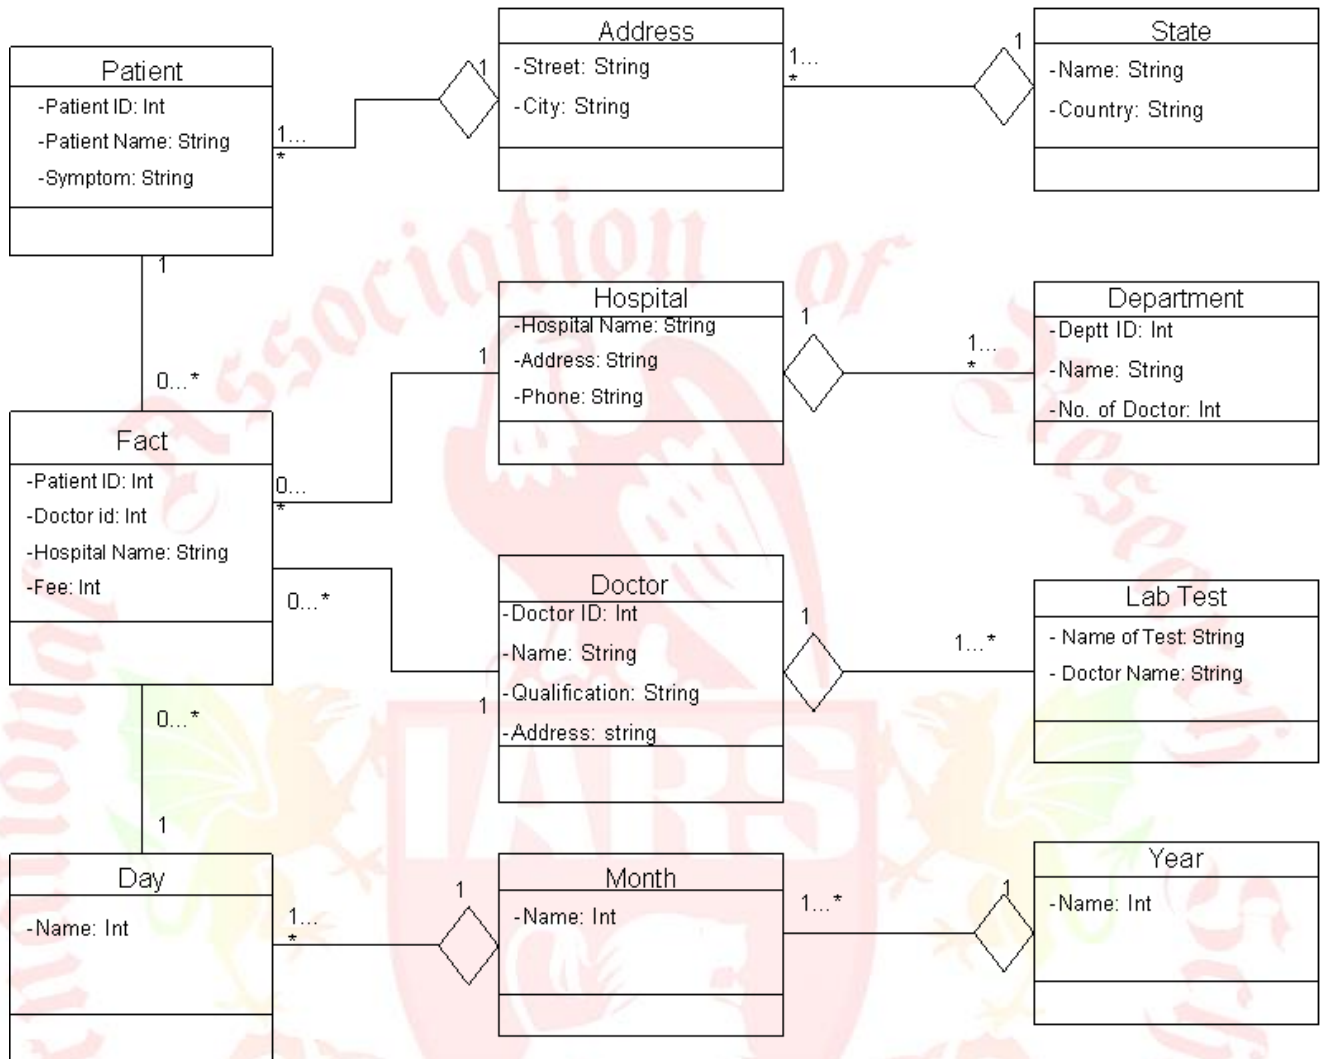 Patient
-Patient ID: Int
-Patient Name: String
-Symptom: String
1...
*
1
Address
-Street: String
-City: String
1...
*
1
State
-Name: String
-Country: String
1
0...*
Fact
-Patient ID: Int
-Doctor id: Int
-Hospital Name: String
-Fee: Int
0...
*
1
Hospital
-Hospital Name: String
-Address: String
-Phone: String
1
1...
*
Department
-Deptt ID: Int
-Name: String
-No. of Doctor: Int
0...*
1
Doctor
-Doctor ID: Int
-Name: String
-Qualification: String
-Address: string
1
1...*
Lab Test
- Name of Test: String
- Doctor Name: String
0...*
1
Day
-Name: Int
1...
*
1
Month
-Name: Int
1...*
1
Year
-Name: Int
Association of
IARS